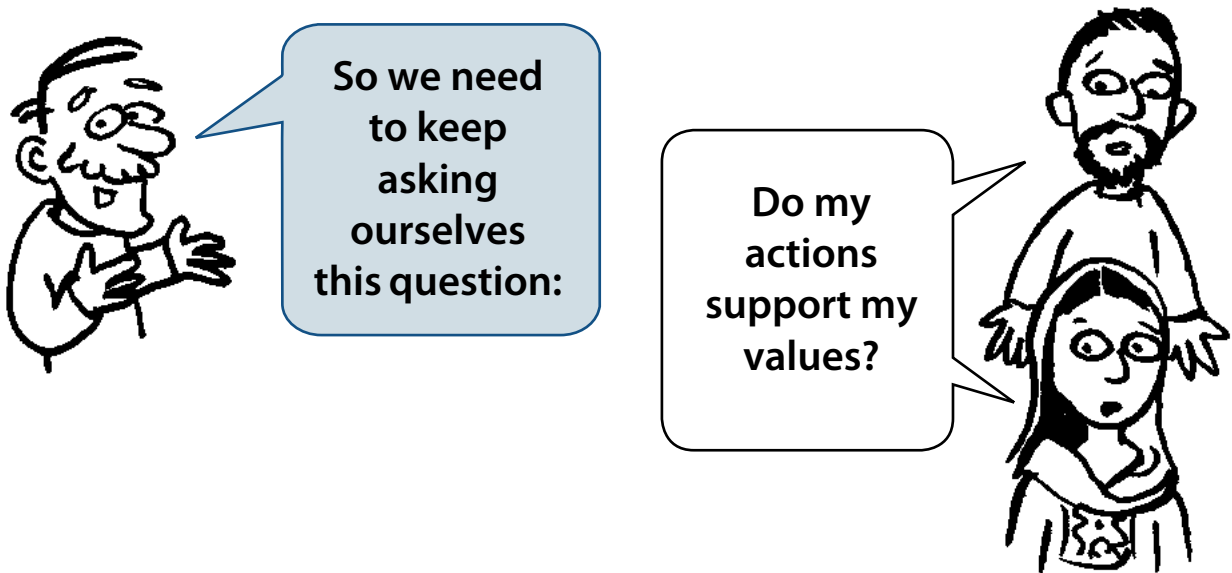 So we need
to keep
asking
ourselves
this question:
Do my
actions
support my
values?